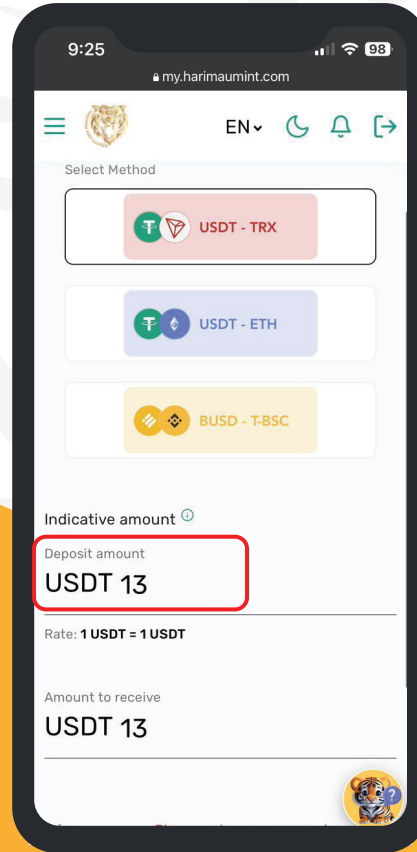 9:25
98
my.harimaumint.com
EN
Select Method
USDT - TRX
USDT - ETH
BUSD - T-BSC
Indicative amount
Deposit amount
USDT 13
Rate: 1 USDT = 1 USDT
Amount to receive
USDT 13
?